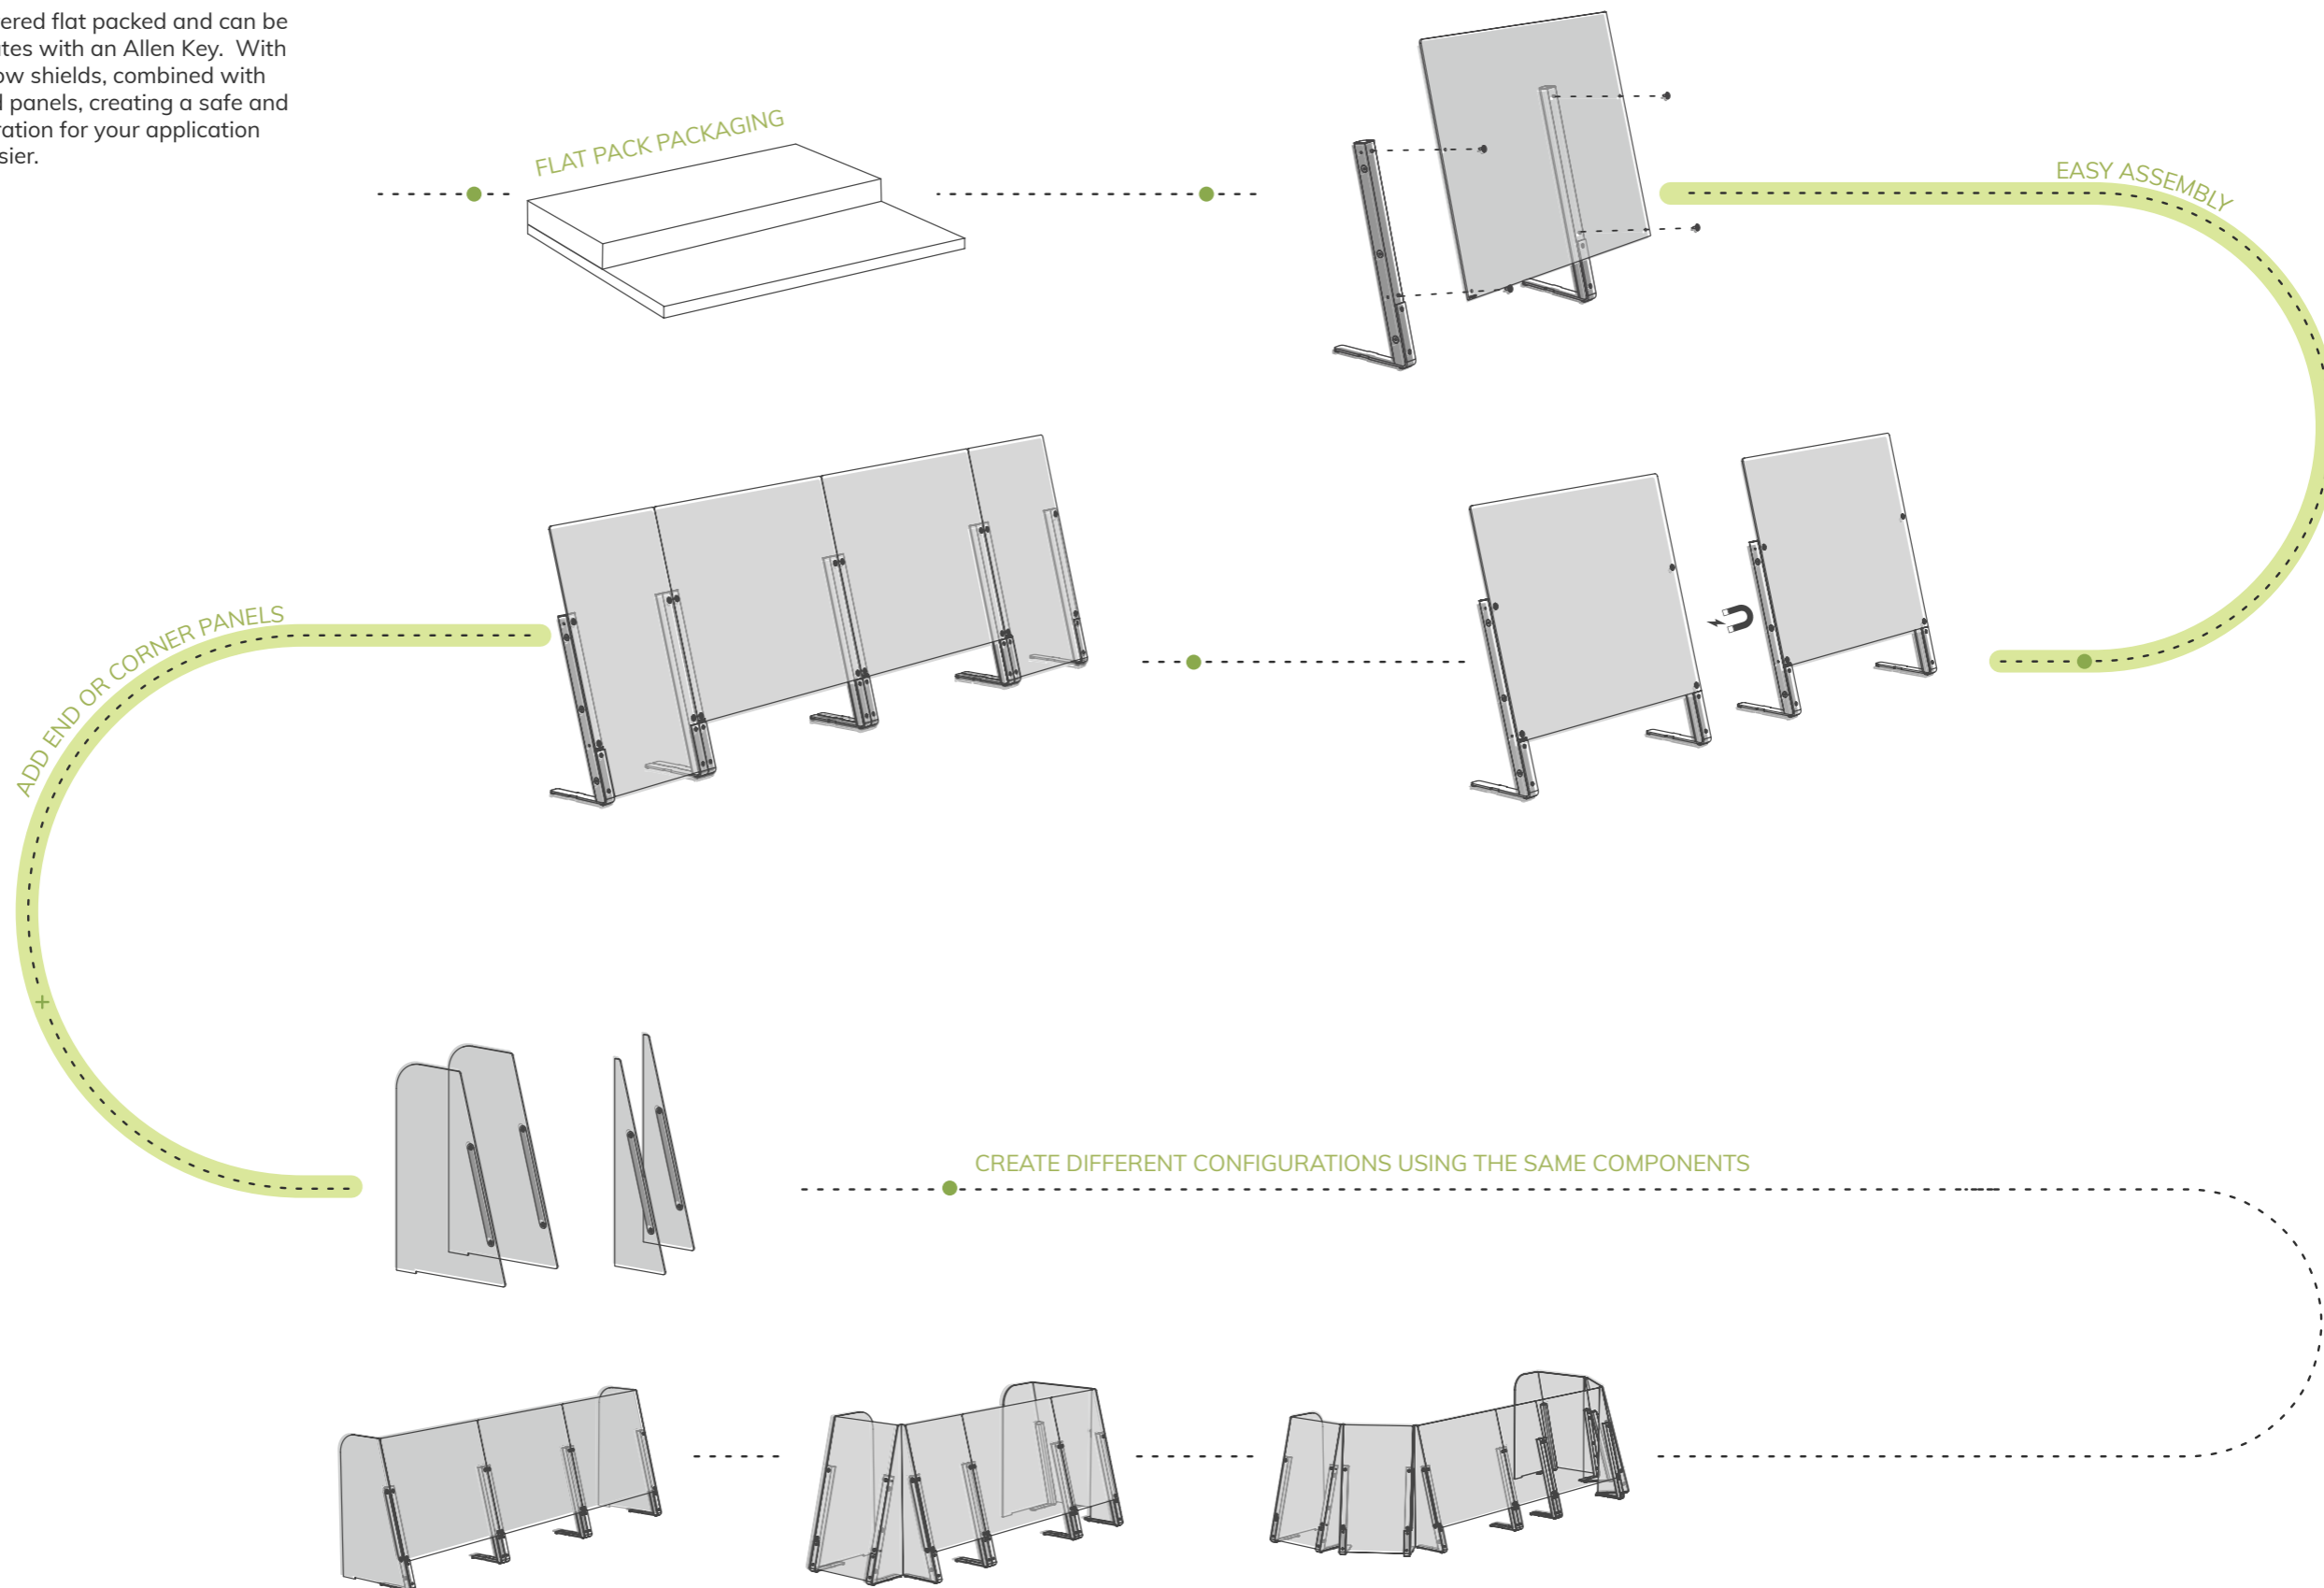 ered flat packed and can be
tes with an Allen Key. With
ow shields, combined with
panels, creating a safe and
ration for your application
sier.
FLAT PACK PACKAGING
EASY ASSEMBLY
ADD END OR CORNER PANELS
CREATE DIFFERENT CONFIGURATIONS USING THE SAME COMPONENTS